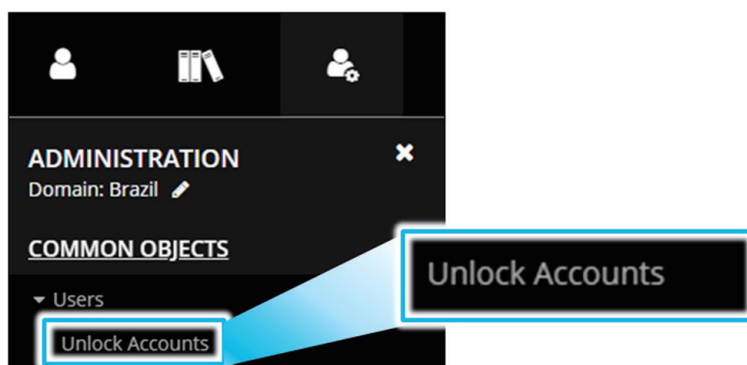 ADMINISTRATION
Domain: Brazil
COMMON OBJECTS
Users
Unlock Accounts
Unlock Accounts